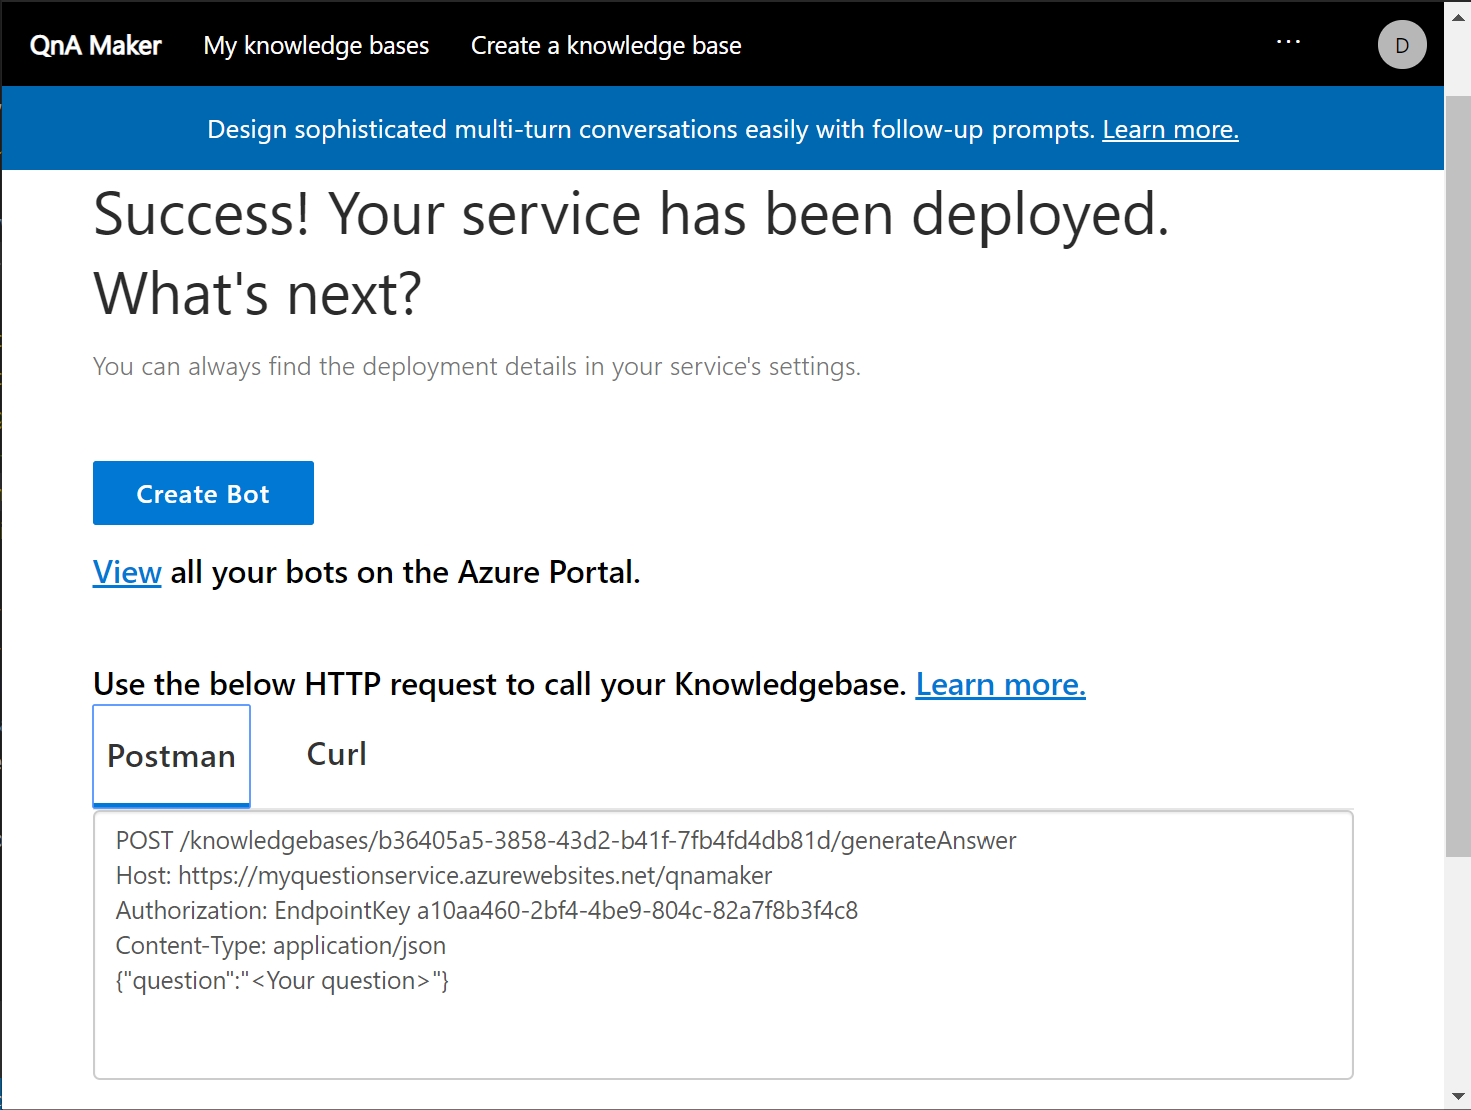 QnA Maker My knowledge bases Create a knowledge base ... D
Design sophisticated multi-turn conversations easily with follow-up prompts. Learn more.
Success! Your service has been deployed.
What's next?
You can always find the deployment details in your service's settings.
Create Bot
View all your bots on the Azure Portal.
Use the below HTTP request to call your Knowledgebase. Learn more.
Postman Curl
POST /knowledgebases/b36405a5-3858-43d2-b41f-7fb4fd4db81d/generateAnswer
Host: https://myquestionservice.azurewebsites.net/qnamaker
Authorization: EndpointKey a10aa460-2bf4-4be9-804c-82a7f8b3f4c8
Content-Type: application/json
{"question":"<Your question>"}